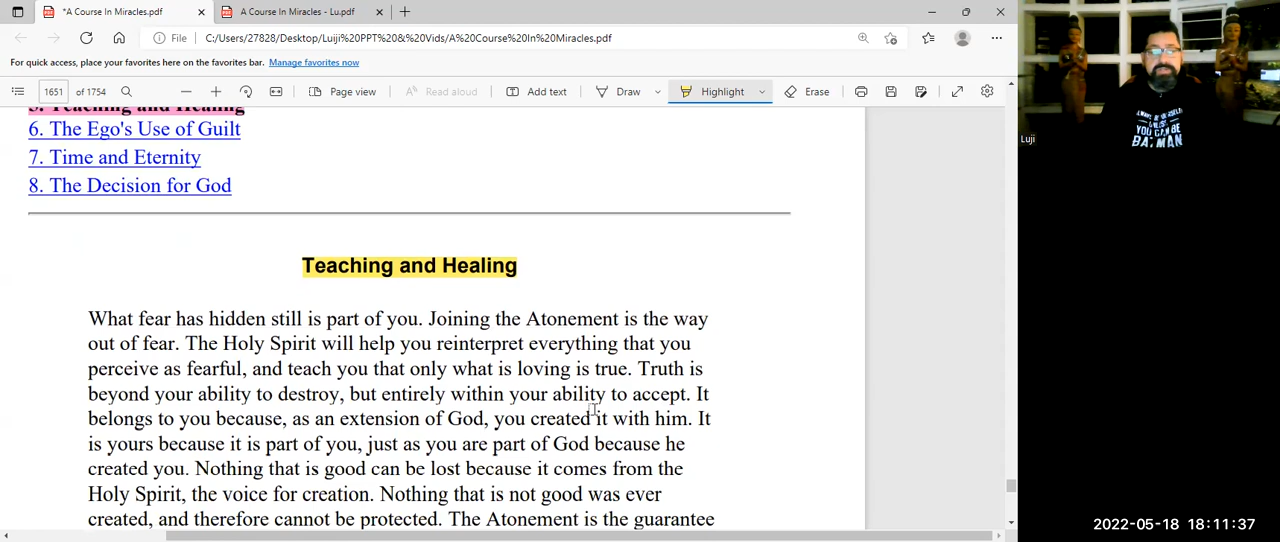 *A Course In Miracles.pdf
A Course In Miracles - Lu.pdf
File
C:/Users/27828/Desktop/Luiji%20PPT%20&%20Vids/A%20Course%20In%20Miracles.pdf
For quick access, place your favorites here on the favorites bar. Manage favorites now
1651 of 1754
Page view
Read aloud
Add text
Draw
Highlight
Erase
5. Teaching and Healing
6. The Ego's Use of Guilt
7. Time and Eternity
8. The Decision for God
Teaching and Healing
What fear has hidden still is part of you. Joining the Atonement is the way
out of fear. The Holy Spirit will help you reinterpret everything that you
perceive as fearful, and teach you that only what is loving is true. Truth is
beyond your ability to destroy, but entirely within your ability to accept. It
belongs to you because, as an extension of God, you created it with him. It
is yours because it is part of you, just as you are part of God because he
created you. Nothing that is good can be lost because it comes from the
Holy Spirit, the voice for creation. Nothing that is not good was ever
created, and therefore cannot be protected. The Atonement is the guarantee
YOU CAN BE
BATMAN
Luji
2022-05-18 18:11:37